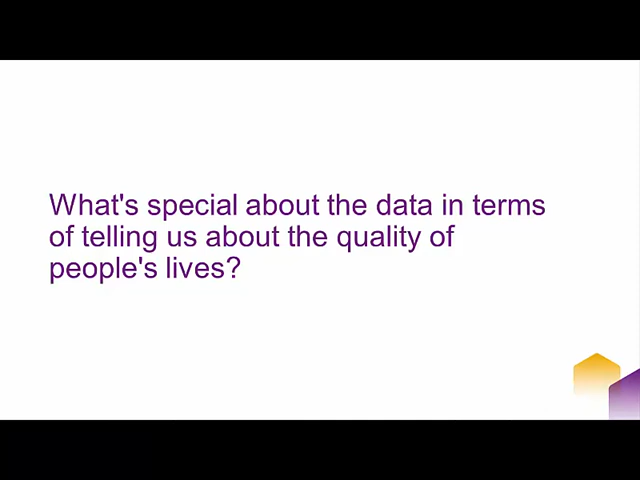 What's special about the data in terms
of telling us about the quality of
people's lives?